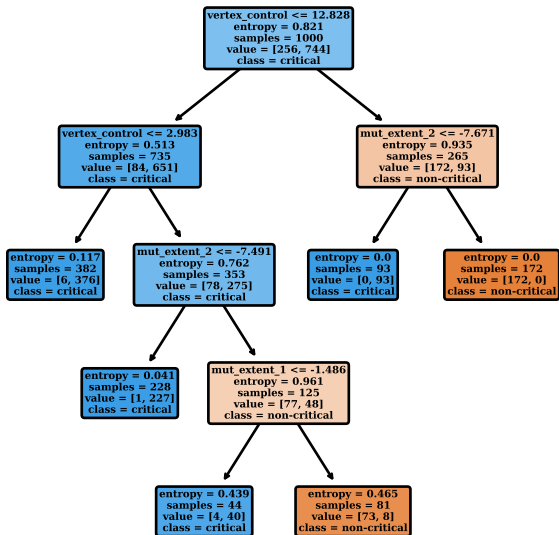 vertex_control <= 12.828
entropy = 0.821
samples = 1000
value = [256, 744]
class = critical
vertex_control <= 2.983
entropy = 0.513
samples = 735
value = [84, 651]
class = critical
mut_extent_2 <= -7.671
entropy = 0.935
samples = 265
value = [172, 93]
class = non-critical
entropy = 0.117
samples = 382
value = [6, 376]
class = critical
mut_extent_2 <= -7.491
entropy = 0.762
samples = 353
value = [78, 275]
class = critical
entropy = 0.0
samples = 93
value = [0, 93]
class = critical
entropy = 0.0
samples = 172
value = [172, 0]
class = non-critical
entropy = 0.041
samples = 228
value = [1, 227]
class = critical
mut_extent_1 <= -1.486
entropy = 0.961
samples = 125
value = [77, 48]
class = non-critical
entropy = 0.439
samples = 44
value = [4, 40]
class = critical
entropy = 0.465
samples = 81
value = [73, 8]
class = non-critical